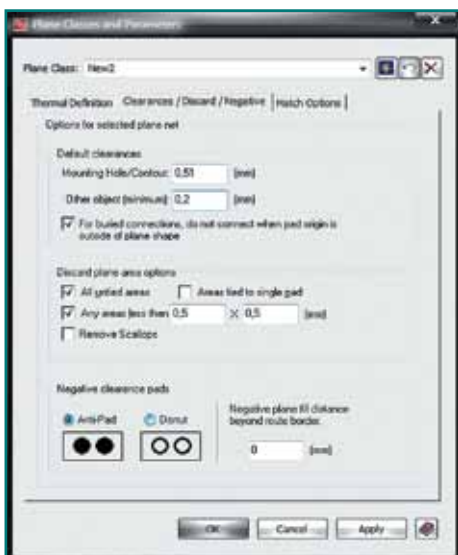 Plane Classes and Parameters
Plane Class: New2
Thermal Definition Clearances / Discard / Negative Hatch Options
Options for selected plane net
Default clearances
Mounting Hole/Contour: 0,51 (mm)
Other object (minimum): 0,2 (mm)
For buried connections, do not connect when pad origin is
outside of plane shape
Discard plane area options
All untied areas Areas tied to single pad
Any areas less than 0,5 X 0,5 (mm)
Remove Scallops
Negative clearance pads
Anti-Pad Donut
Negative plane fill distance
beyond route border:
0 (mm)
OK Cancel Apply